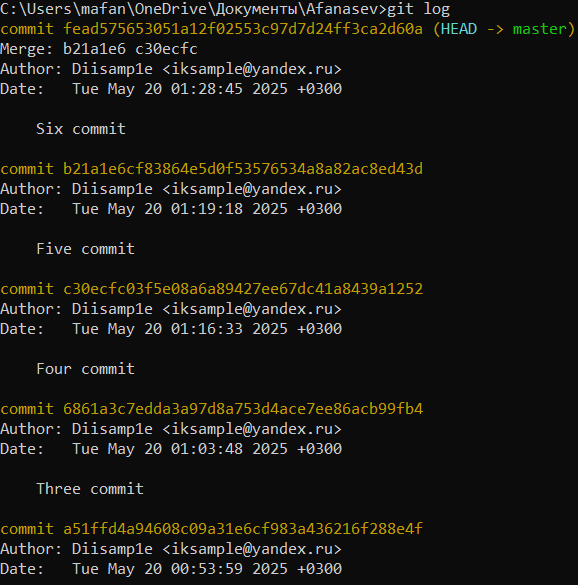 C:\Users\mafan\OneDrive\Документы\Afanasev>git log
commit fead575653051a12f02553c97d7d24ff3ca2d60a (HEAD -> master)
Merge: b21a1e6 c30ecfc
Author: Diisamp1e <iksample@yandex.ru>
Date:   Tue May 20 01:28:45 2025 +0300
    Six commit
commit b21a1e6cf83864e5d0f53576534a8a82ac8ed43d
Author: Diisamp1e <iksample@yandex.ru>
Date:   Tue May 20 01:19:18 2025 +0300
    Five commit
commit c30ecfc03f5e08a6a89427ee67dc41a8439a1252
Author: Diisamp1e <iksample@yandex.ru>
Date:   Tue May 20 01:16:33 2025 +0300
    Four commit
commit 6861a3c7edda3a97d8a753d4ace7ee86acb99fb4
Author: Diisamp1e <iksample@yandex.ru>
Date:   Tue May 20 01:03:48 2025 +0300
    Three commit
commit a51ffd4a94608c09a31e6cf983a436216f288e4f
Author: Diisamp1e <iksample@yandex.ru>
Date:   Tue May 20 00:53:59 2025 +0300